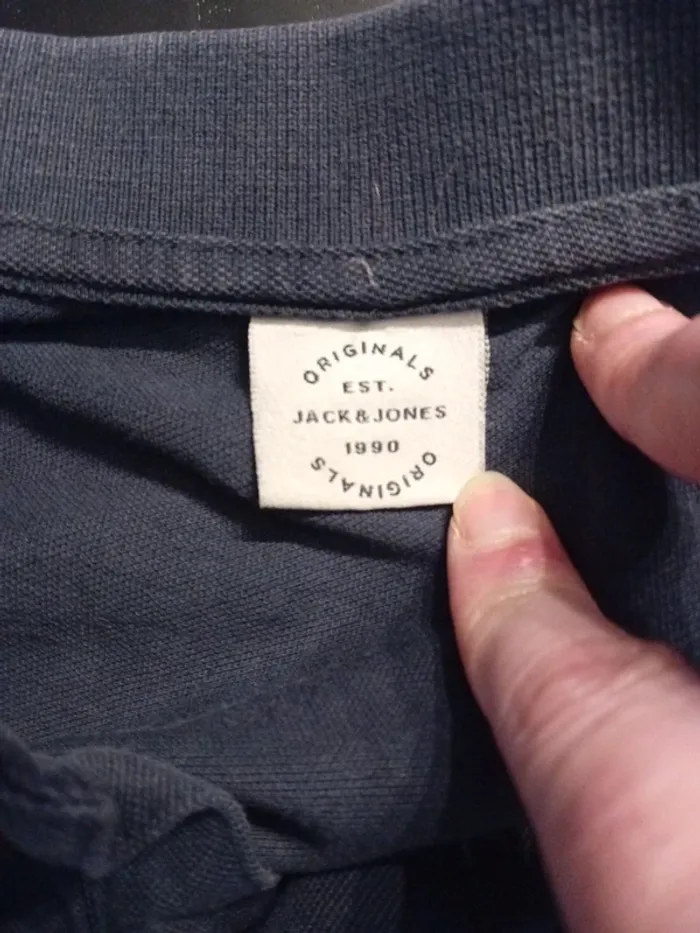 ORIGINALS
EST.
JACK&JONES
1990
ORIGINALS